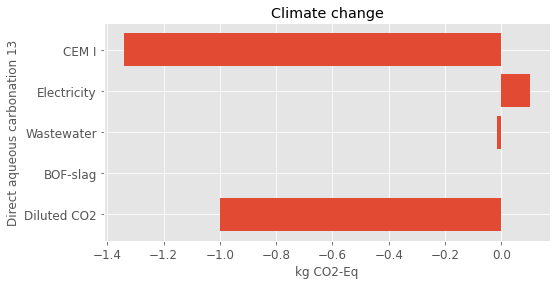 Climate change
Direct aqueous carbonation 13
CEM I
Electricity
Wastewater
BOF-slag
Diluted CO2
−1.4 −1.2 −1.0 −0.8 −0.6 −0.4 −0.2 0.0
kg CO2-Eq